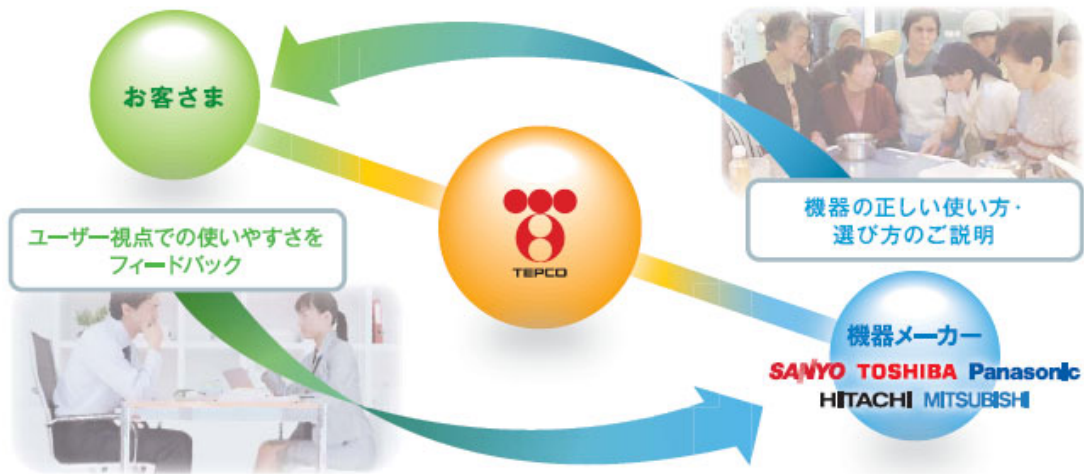 お客さま
機器の正しい使い方・
選び方のご説明
TEPCO
ユーザー視点での使いやすさを
フィードバック
機器メーカー
SANYO TOSHIBA Panasonic
HITACHI MITSUBISHI